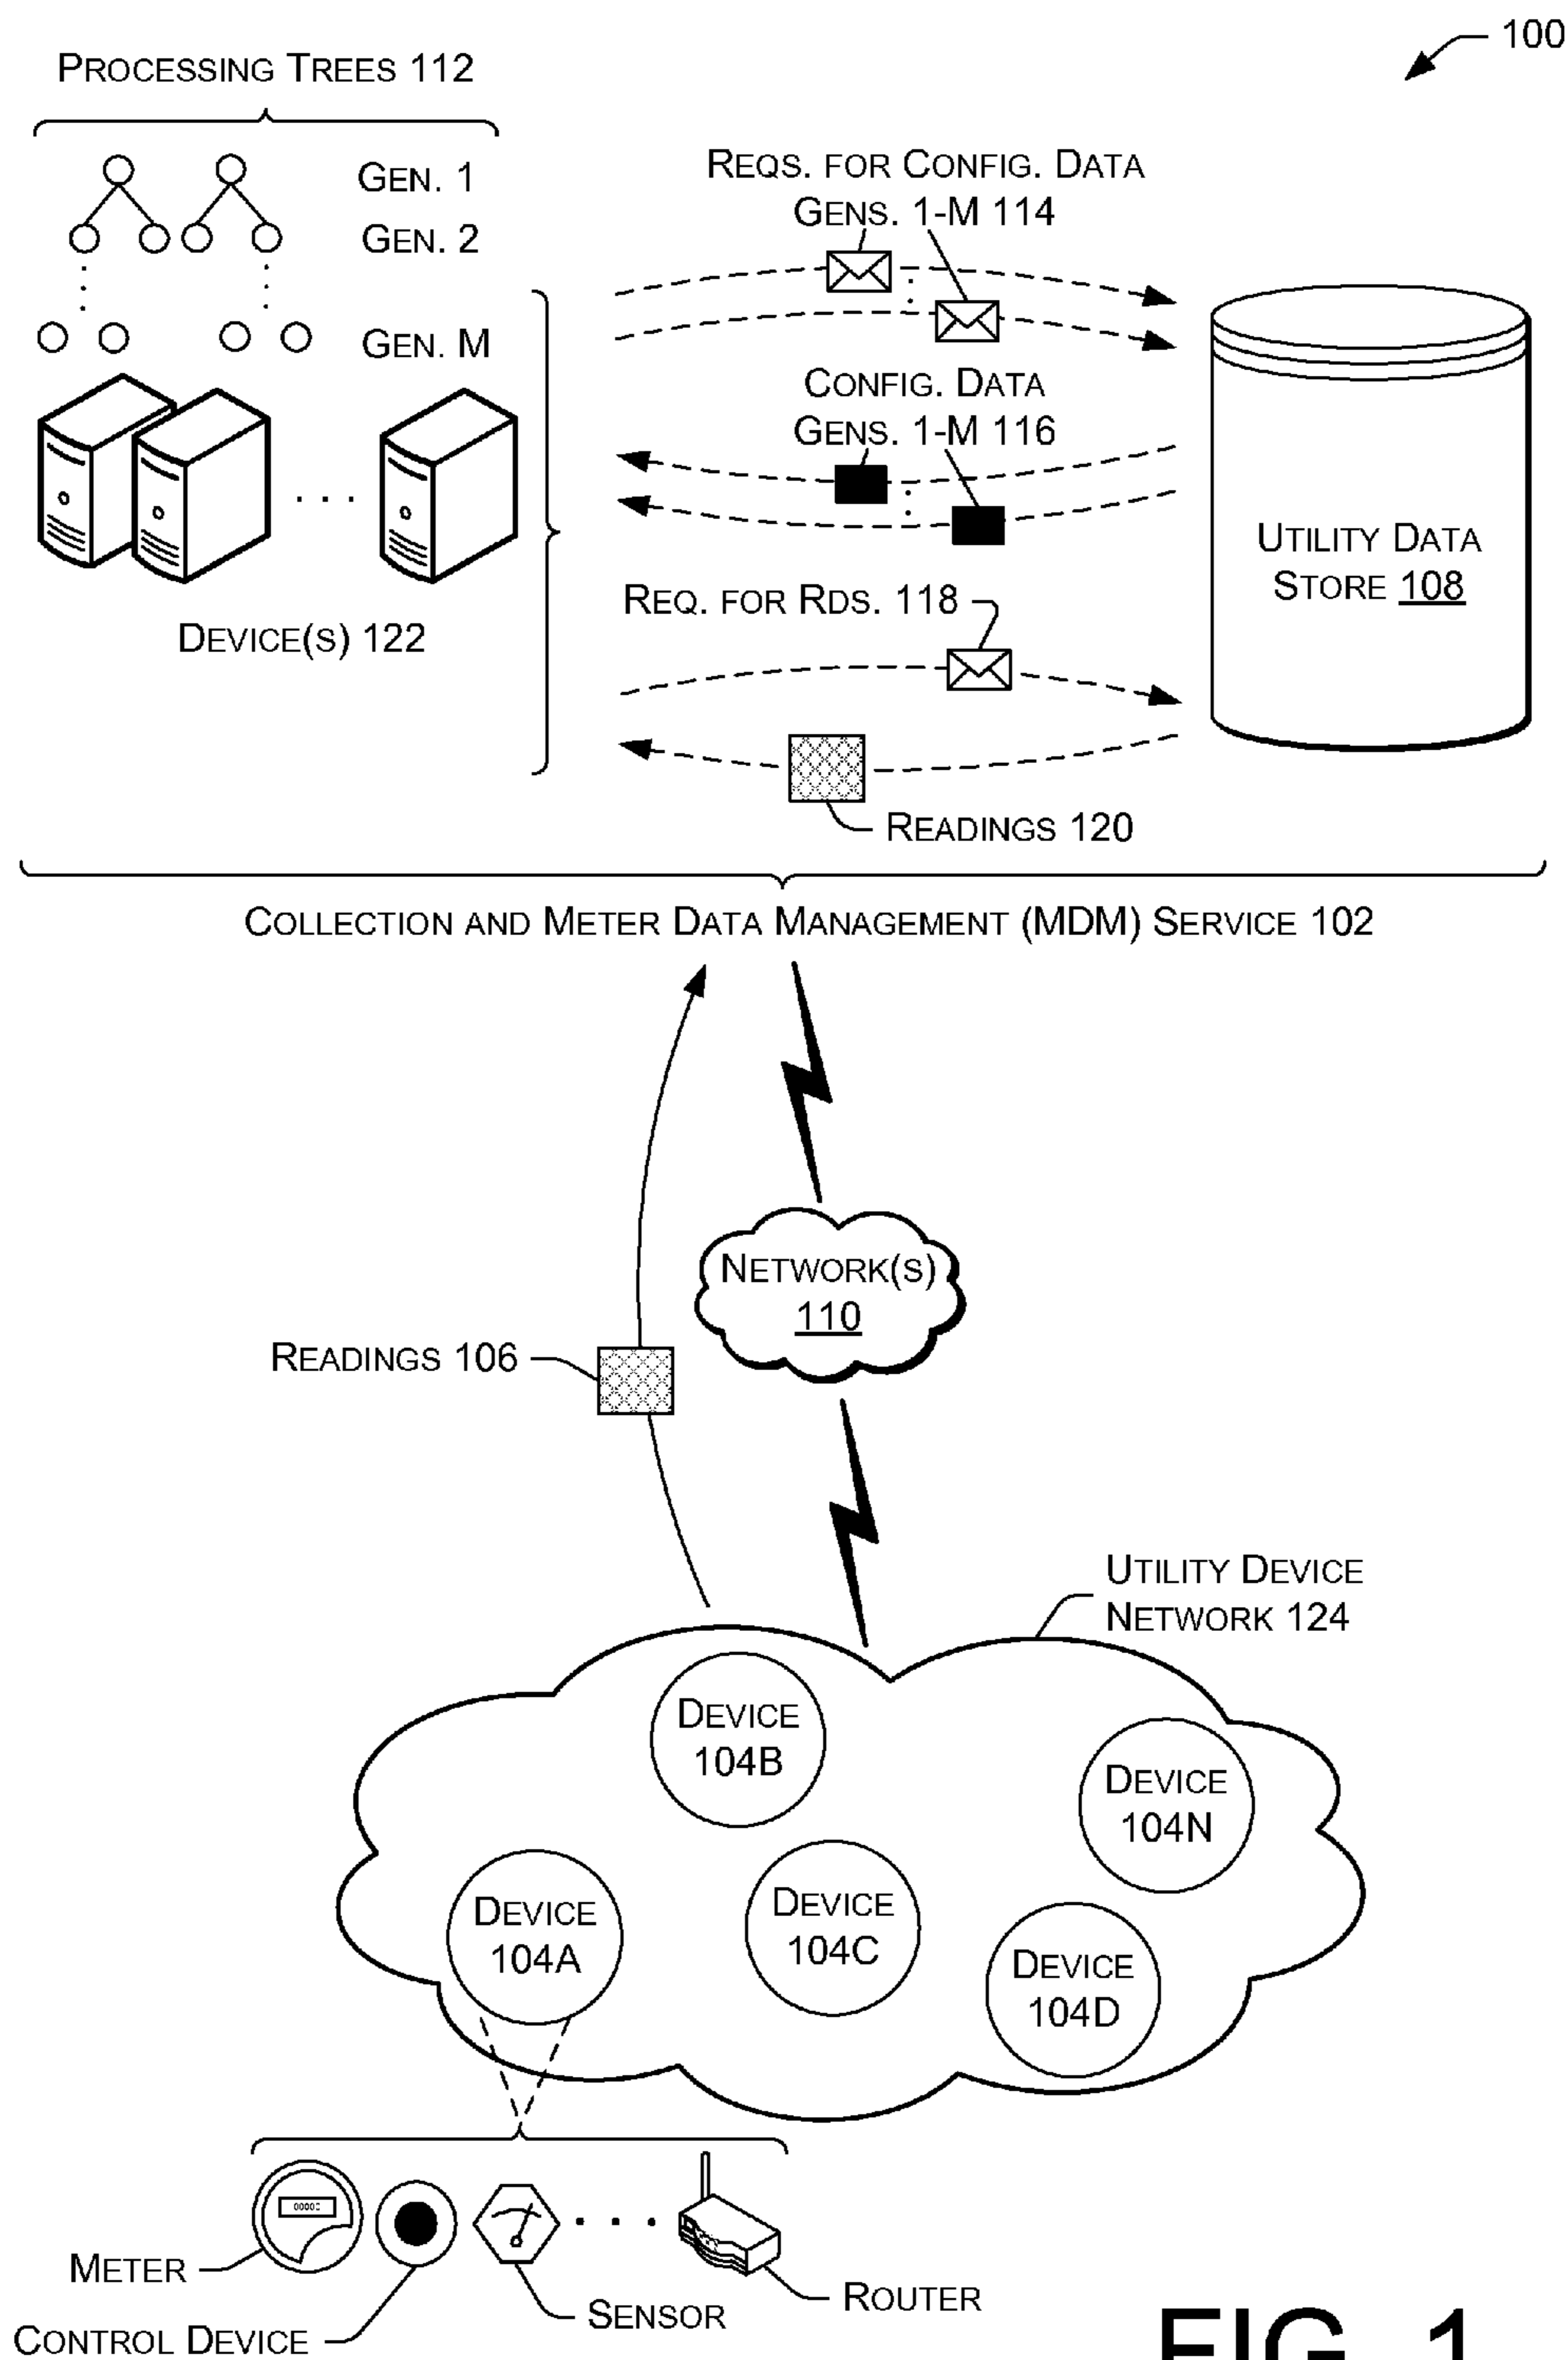 100
PROCESSING TREES 112
GEN. 1
GEN. 2
GEN. M
DEVICE(S) 122
REQS. FOR CONFIG. DATA
GENS. 1-M 114
CONFIG. DATA
GENS. 1-M 116
REQ. FOR RDS. 118
READINGS 120
UTILITY DATA
STORE 108
COLLECTION AND METER DATA MANAGEMENT (MDM) SERVICE 102
NETWORK(S)
110
READINGS 106
UTILITY DEVICE
NETWORK 124
DEVICE
104B
DEVICE
104N
DEVICE
104A
DEVICE
104C
DEVICE
104D
METER
CONTROL DEVICE
SENSOR
ROUTER
FIG. 1